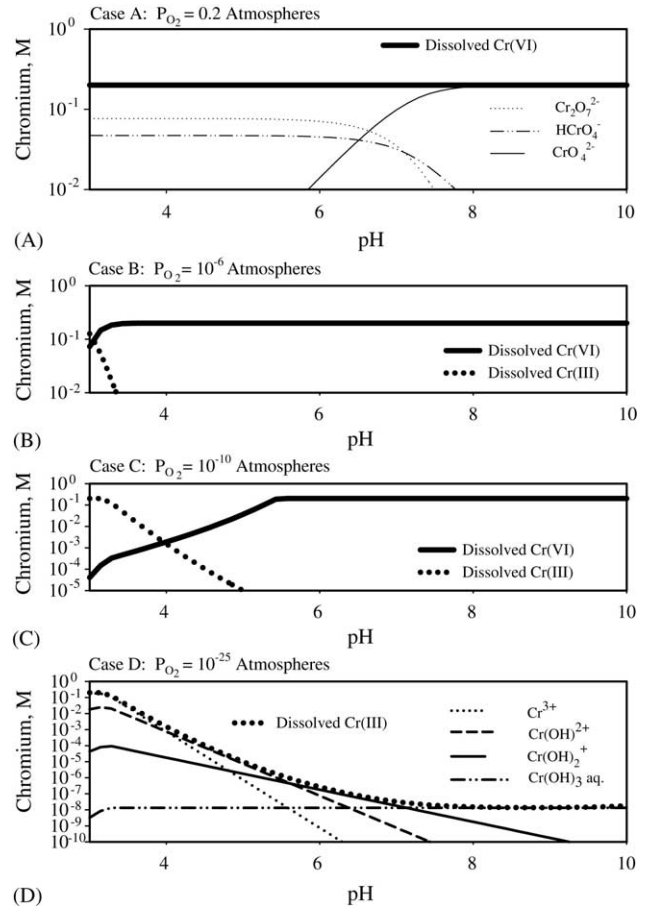 Case A: P_O2 = 0.2 Atmospheres
10^0
Dissolved Cr(VI)
10^-1
Cr2O7^2-
HCrO4^-
CrO4^2-
10^-2
Chromium, M
4 6 8 10
(A) pH
Case B: P_O2 = 10^-6 Atmospheres
10^0
10^-1
Dissolved Cr(VI)
Dissolved Cr(III)
10^-2
Chromium, M
4 6 8 10
(B) pH
Case C: P_O2 = 10^-10 Atmospheres
10^0
10^-1
10^-2
10^-3
10^-4
10^-5
Dissolved Cr(VI)
Dissolved Cr(III)
Chromium, M
4 6 8 10
(C) pH
Case D: P_O2 = 10^-25 Atmospheres
10^0
10^-1
10^-2
10^-3
10^-4
10^-5
10^-6
10^-7
10^-8
10^-9
10^-10
Dissolved Cr(III)
Cr^3+
Cr(OH)^2+
Cr(OH)2^+
Cr(OH)3 aq.
Chromium, M
4 6 8 10
(D) pH